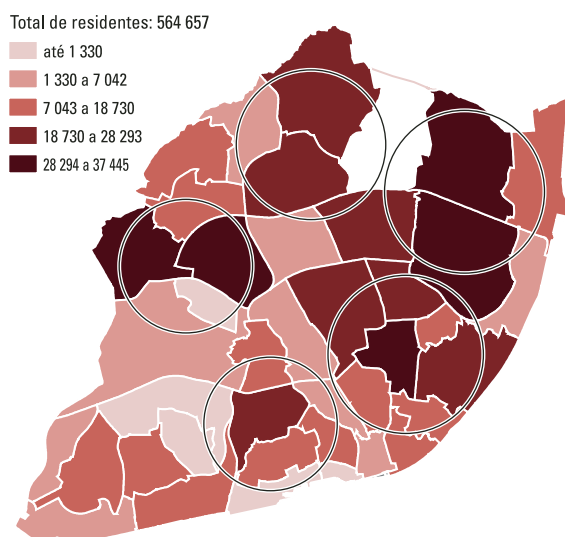 Total de residentes: 564 657
até 1 330
1 330 a 7 042
7 043 a 18 730
18 730 a 28 293
28 294 a 37 445